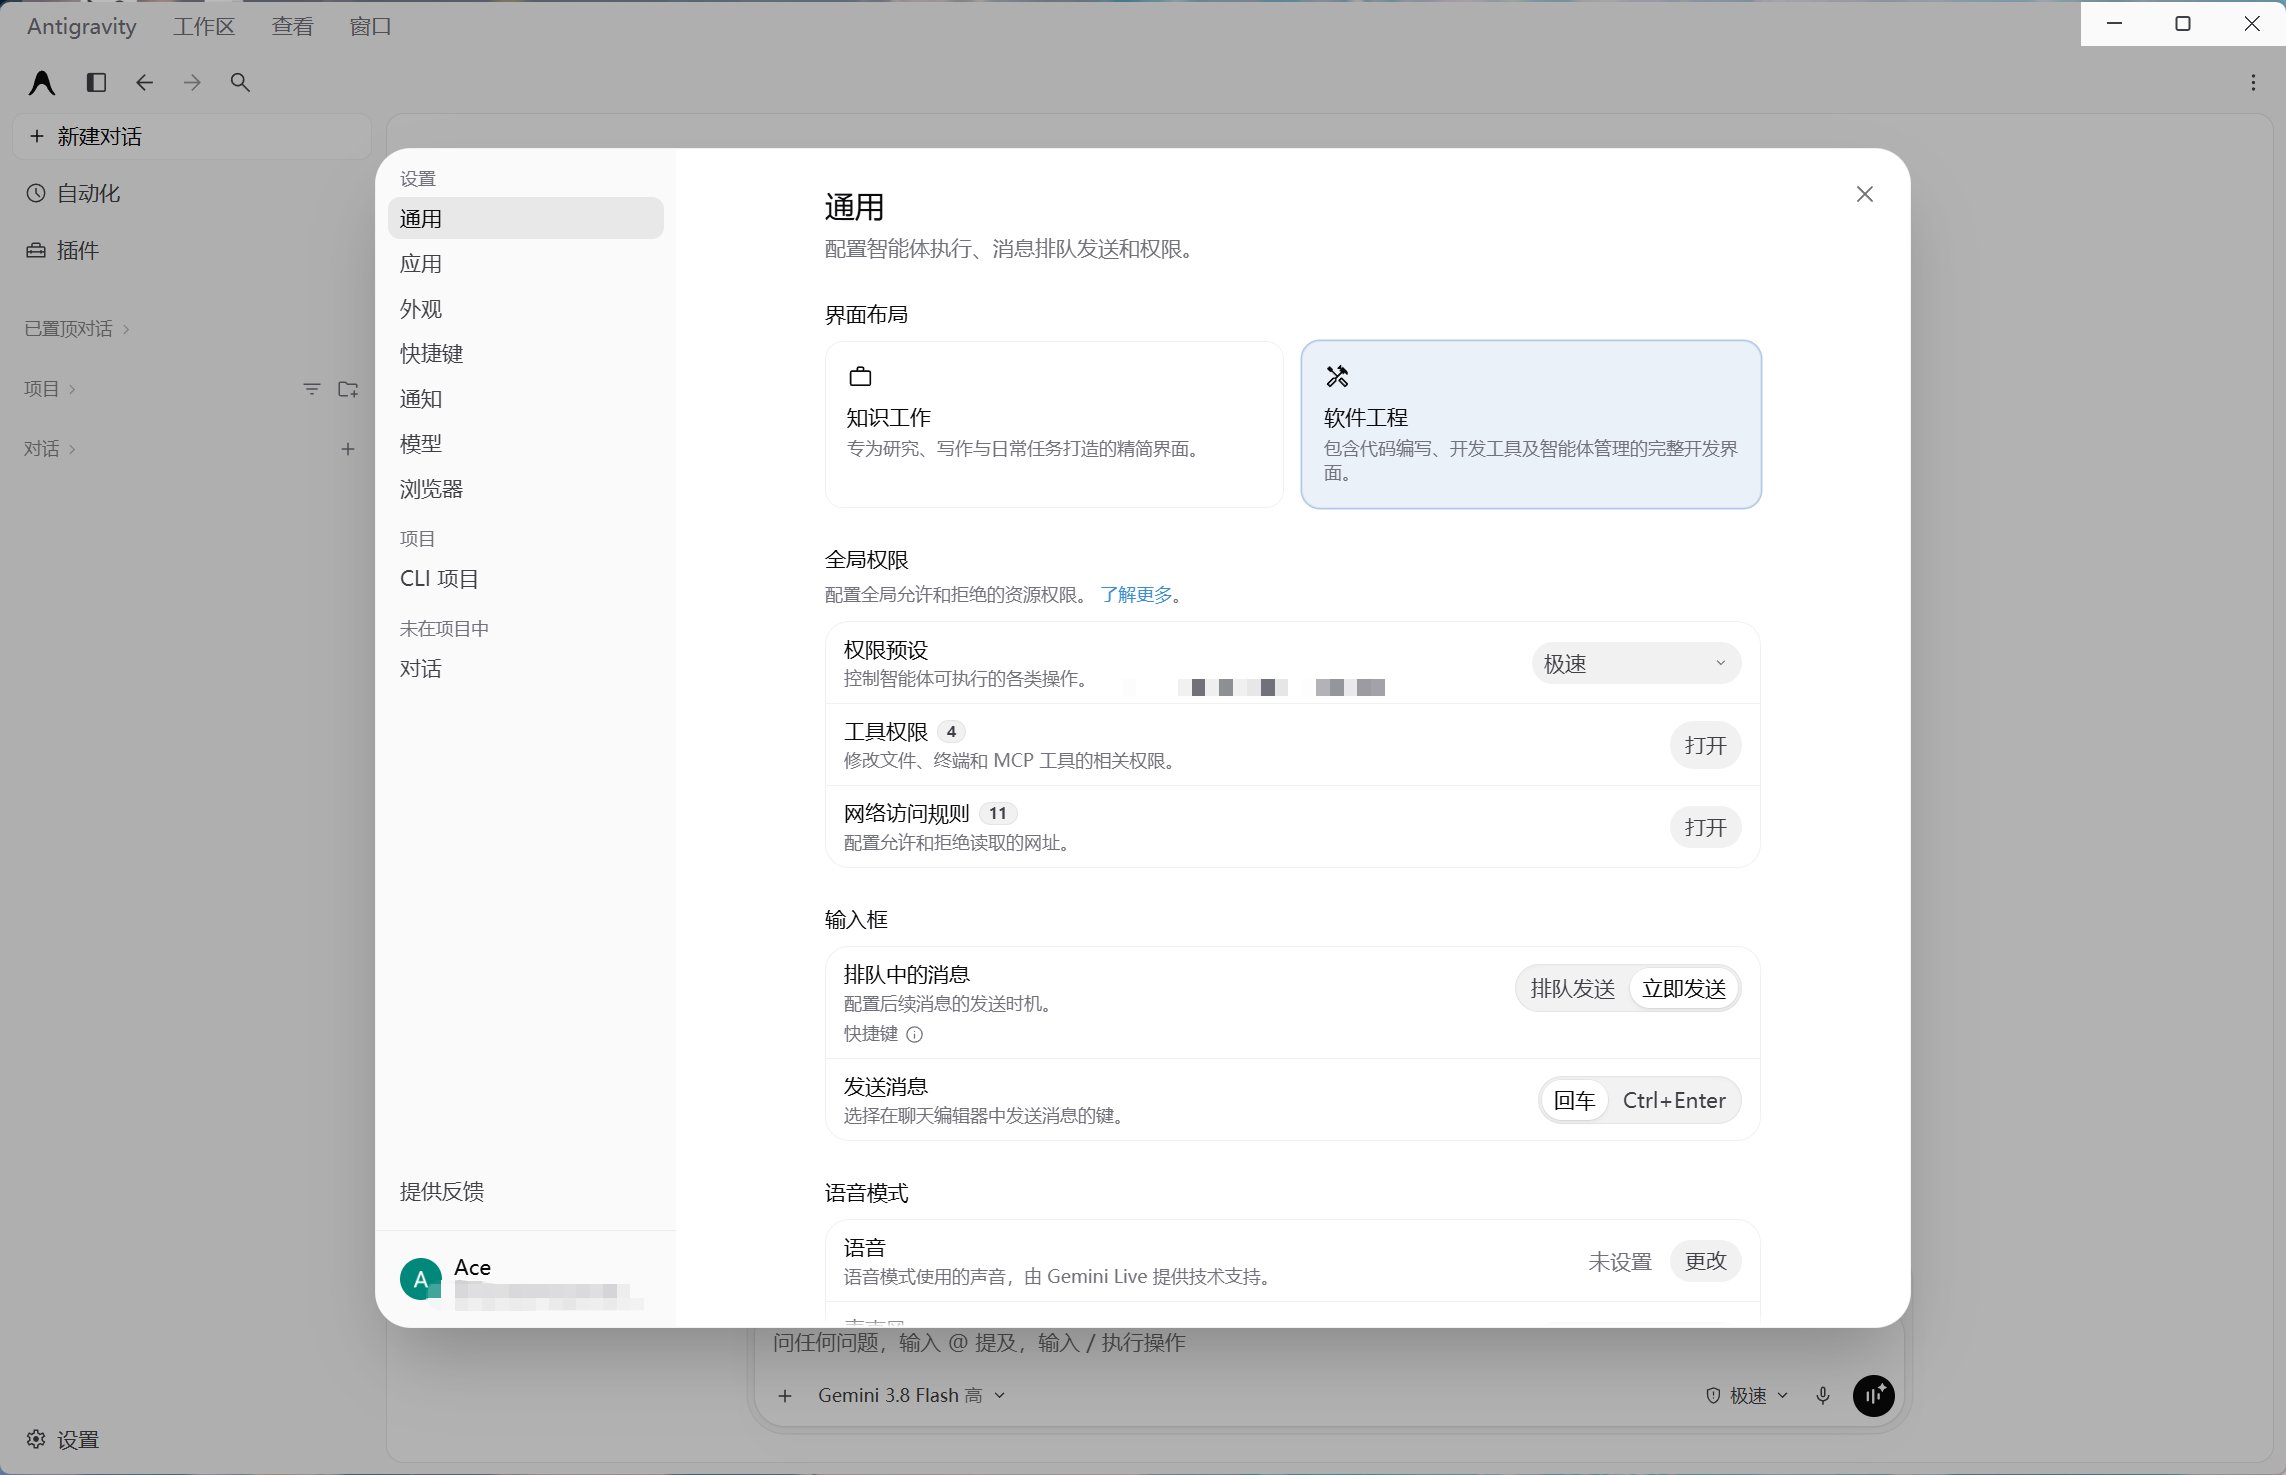 Antigravity 工作区 查看 窗口
新建对话
自动化
插件
已置顶对话
项目
对话
设置
通用
应用
外观
快捷键
通知
模型
浏览器
项目
CLI 项目
未在项目中
对话
提供反馈
A
Ace
通用
配置智能体执行、消息排队发送和权限。
界面布局
知识工作
专为研究、写作与日常任务打造的精简界面。
软件工程
包含代码编写、开发工具及智能体管理的完整开发界
面。
全局权限
配置全局允许和拒绝的资源权限。 了解更多。
权限预设
控制智能体可执行的各类操作。
极速
工具权限 4
修改文件、终端和 MCP 工具的相关权限。
打开
网络访问规则 11
配置允许和拒绝读取的网址。
打开
输入框
排队中的消息
配置后续消息的发送时机。
快捷键
排队发送 立即发送
发送消息
选择在聊天编辑器中发送消息的键。
回车 Ctrl+Enter
语音模式
语音
语音模式使用的声音，由 Gemini Live 提供技术支持。
未设置 更改
问任何问题，输入 @ 提及，输入 / 执行操作
Gemini 3.8 Flash 高
极速
设置